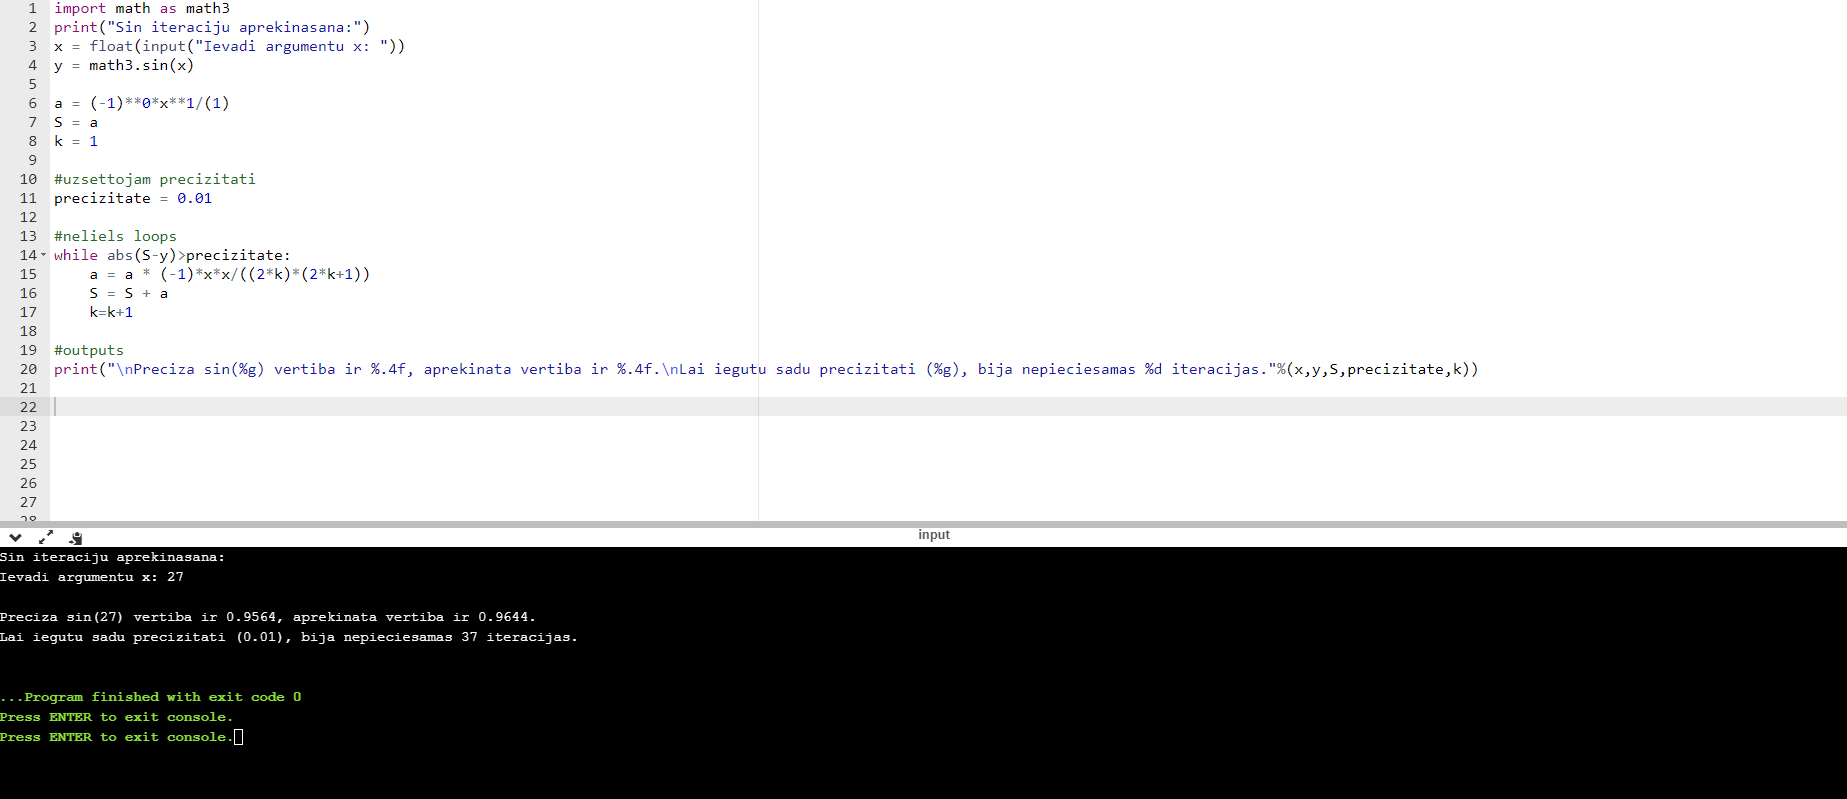 1 import math as math3
2 print("Sin iteraciju aprekinasana:")
3 x = float(input("Ievadi argumentu x: "))
4 y = math3.sin(x)
5
6 a = (-1)**0*x**1/(1)
7 S = a
8 k = 1
9
10 #uzsettojam precizitati
11 precizitate = 0.01
12
13 #neliels loops
14 while abs(S-y)>precizitate:
15     a = a * (-1)*x*x/((2*k)*(2*k+1))
16     S = S + a
17     k=k+1
18
19 #outputs
20 print("\nPreciza sin(%g) vertiba ir %.4f, aprekinata vertiba ir %.4f.\nLai iegutu sadu precizitati (%g), bija nepieciesamas %d iteracijas."%(x,y,S,precizitate,k))
21
22
23
24
25
26
27
28
input
Sin iteraciju aprekinasana:
Ievadi argumentu x: 27
Preciza sin(27) vertiba ir 0.9564, aprekinata vertiba ir 0.9644.
Lai iegutu sadu precizitati (0.01), bija nepieciesamas 37 iteracijas.
...Program finished with exit code 0
Press ENTER to exit console.
Press ENTER to exit console.